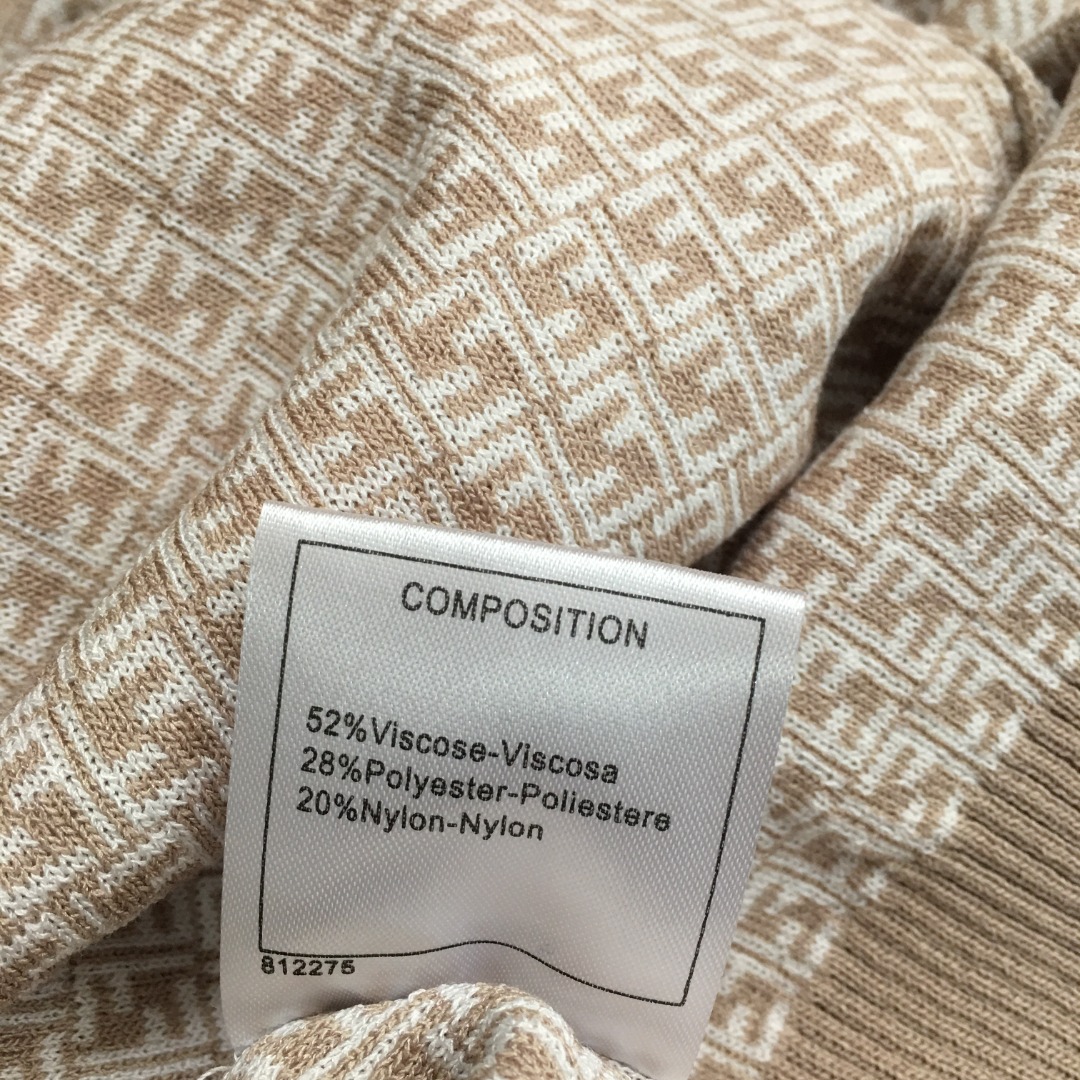 COMPOSITION
52%Viscose-Viscosa
28%Polyester-Poliestere
20%Nylon-Nylon
812275